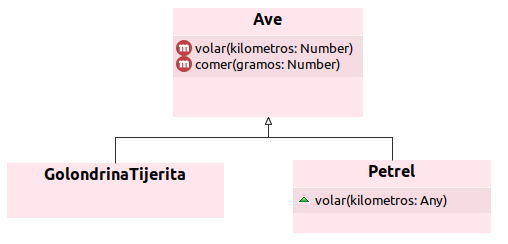 Ave
m volar(kilometros: Number)
m comer(gramos: Number)
GolondrinaTijerita
Petrel
volar(kilometros: Any)